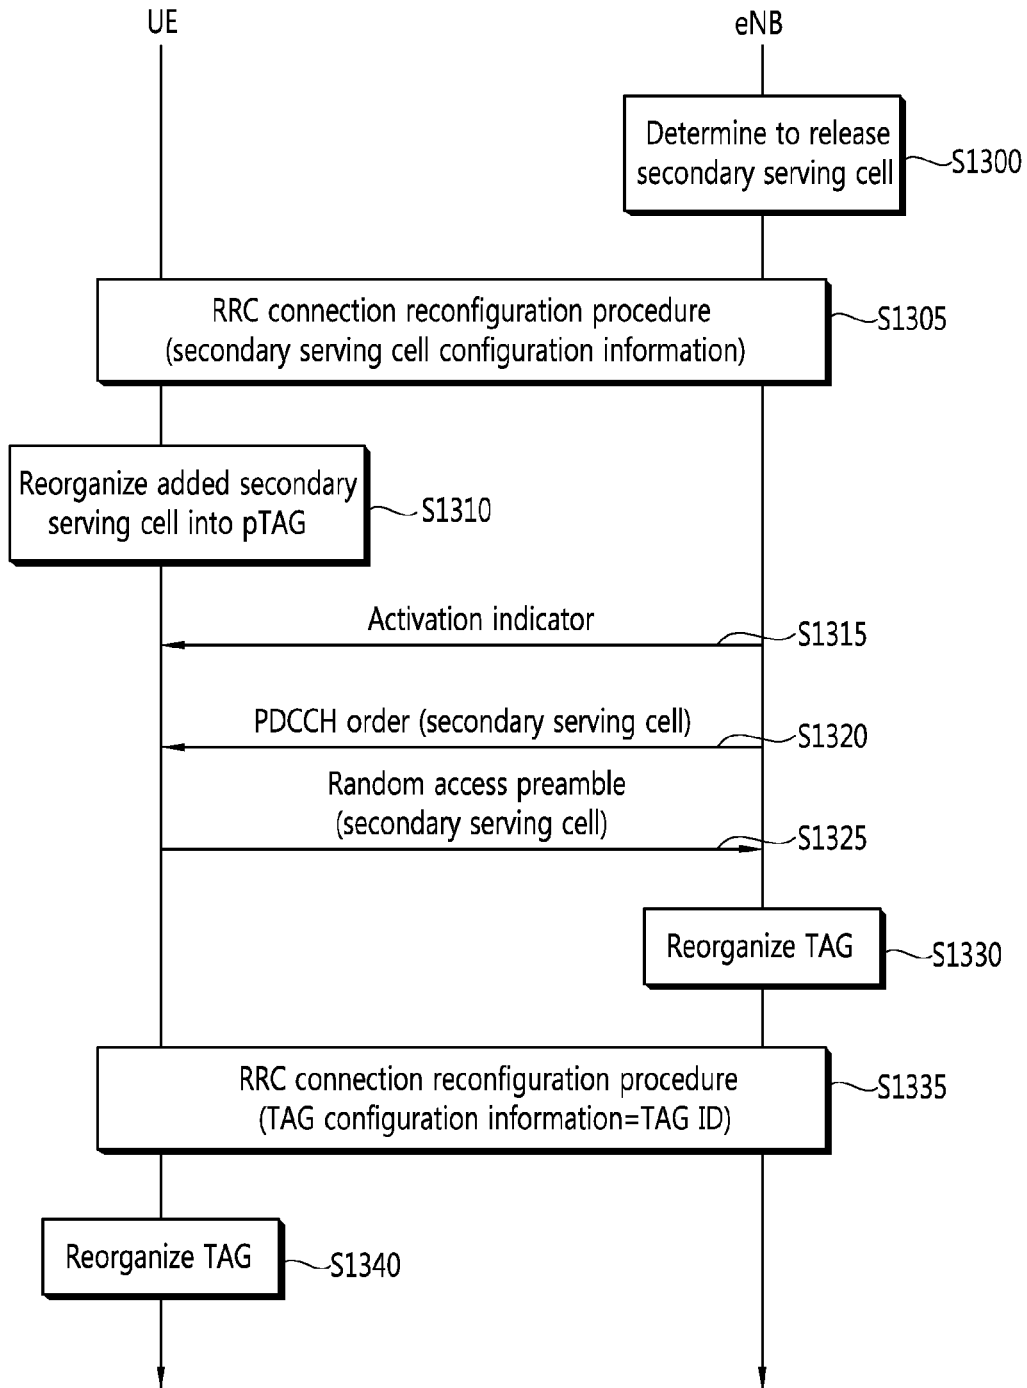 UE
eNB
Determine to release
secondary serving cell
S1300
RRC connection reconfiguration procedure
(secondary serving cell configuration information)
S1305
Reorganize added secondary
serving cell into pTAG
S1310
Activation indicator
S1315
PDCCH order (secondary serving cell)
S1320
Random access preamble
(secondary serving cell)
S1325
Reorganize TAG
S1330
RRC connection reconfiguration procedure
(TAG configuration information=TAG ID)
S1335
Reorganize TAG
S1340